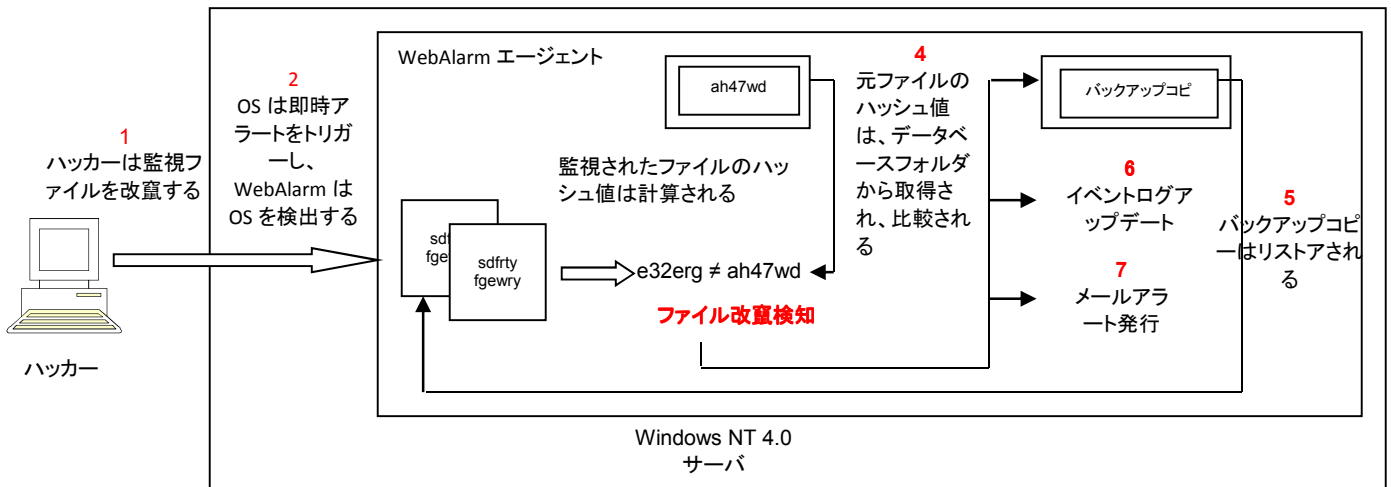 1
ハッカーは監視フ
ァイルを改竄する
ハッカー
2
OS は即時ア
ラートをトリガ
ーし、
WebAlarm は
OS を検出する
WebAlarm エージェント
ah47wd
監視されたファイルのハッ
シュ値は計算される
sdfrty
fgewry
e32erg ≠ ah47wd
ファイル改竄検知
4
元ファイルの
ハッシュ値
は、データベ
ースフォルダ
から取得さ
れ、比較され
る
バックアップコピ
6
イベントログア
ップデート
7
メールアラ
ート発行
5
バックアップコピ
ーはリストアされ
る
Windows NT 4.0
サーバ